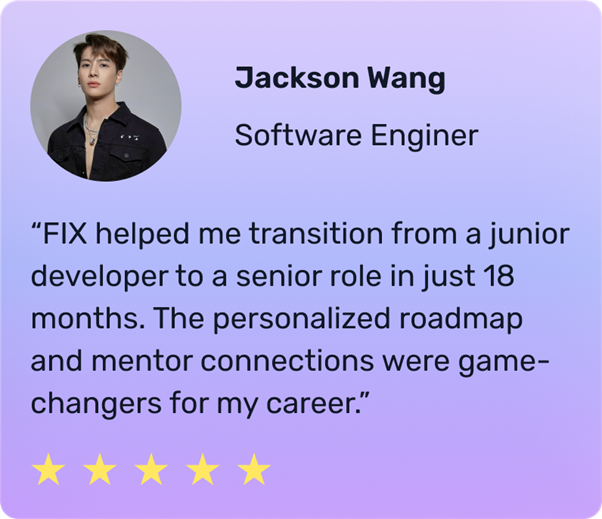 Jackson Wang
Software Enginer
“FIX helped me transition from a junior
developer to a senior role in just 18
months. The personalized roadmap
and mentor connections were game-
changers for my career.”